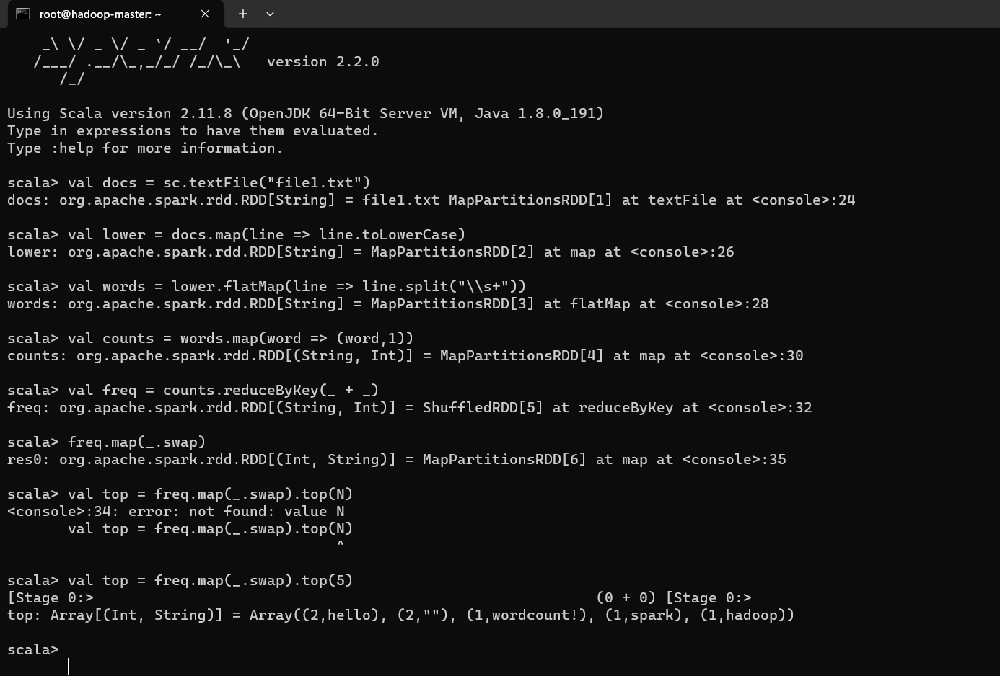 root@hadoop-master: ~
    _\ \/ _ \/ _ `/ __/  '_/
   /___/ .__/\_,_/_/ /_/\_\   version 2.2.0
      /_/
Using Scala version 2.11.8 (OpenJDK 64-Bit Server VM, Java 1.8.0_191)
Type in expressions to have them evaluated.
Type :help for more information.
scala> val docs = sc.textFile("file1.txt")
docs: org.apache.spark.rdd.RDD[String] = file1.txt MapPartitionsRDD[1] at textFile at <console>:24
scala> val lower = docs.map(line => line.toLowerCase)
lower: org.apache.spark.rdd.RDD[String] = MapPartitionsRDD[2] at map at <console>:26
scala> val words = lower.flatMap(line => line.split("\\s+"))
words: org.apache.spark.rdd.RDD[String] = MapPartitionsRDD[3] at flatMap at <console>:28
scala> val counts = words.map(word => (word,1))
counts: org.apache.spark.rdd.RDD[(String, Int)] = MapPartitionsRDD[4] at map at <console>:30
scala> val freq = counts.reduceByKey(_ + _)
freq: org.apache.spark.rdd.RDD[(String, Int)] = ShuffledRDD[5] at reduceByKey at <console>:32
scala> freq.map(_.swap)
res0: org.apache.spark.rdd.RDD[(Int, String)] = MapPartitionsRDD[6] at map at <console>:35
scala> val top = freq.map(_.swap).top(N)
<console>:34: error: not found: value N
       val top = freq.map(_.swap).top(N)
                                      ^
scala> val top = freq.map(_.swap).top(5)
[Stage 0:>                                                          (0 + 0) [Stage 0:>
top: Array[(Int, String)] = Array((2,hello), (2,""), (1,wordcount!), (1,spark), (1,hadoop))
scala>